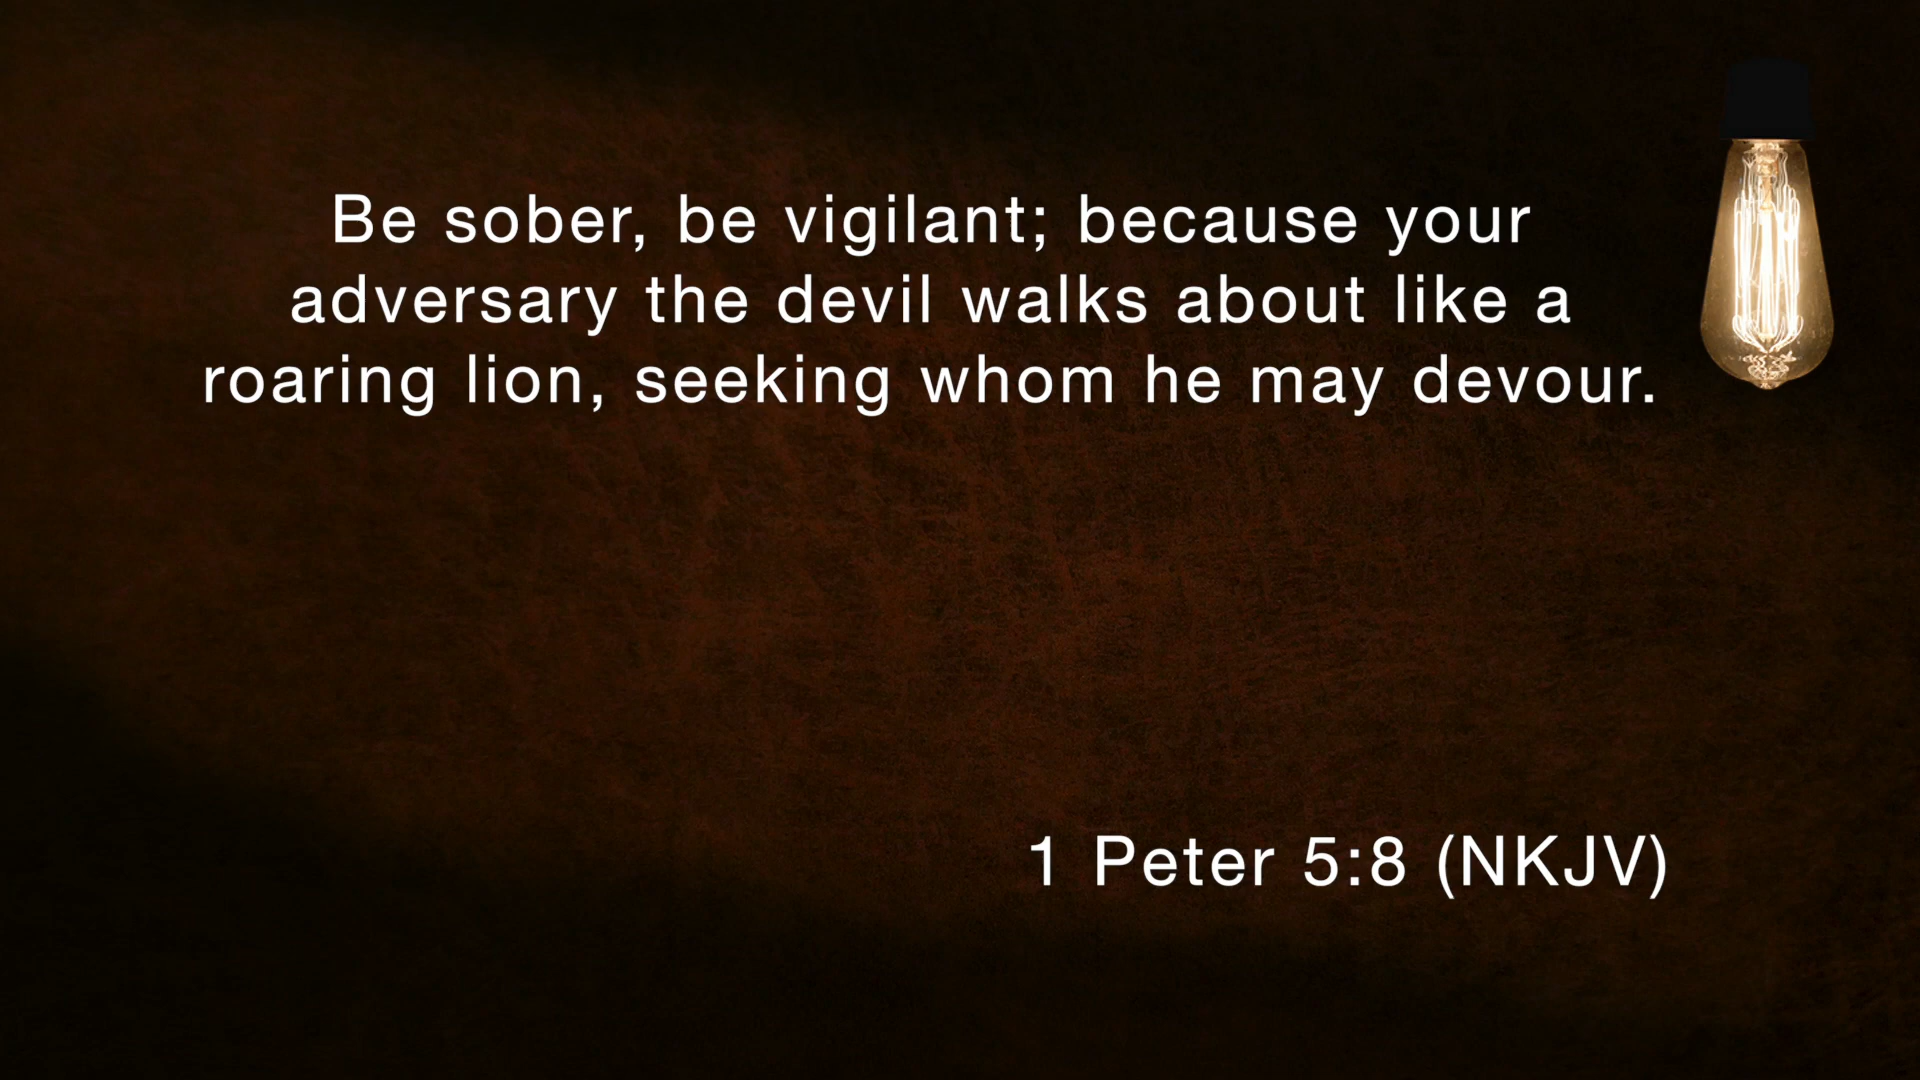 Be sober, be vigilant; because your
adversary the devil walks about like a
roaring lion, seeking whom he may devour.
1 Peter 5:8 (NKJV)